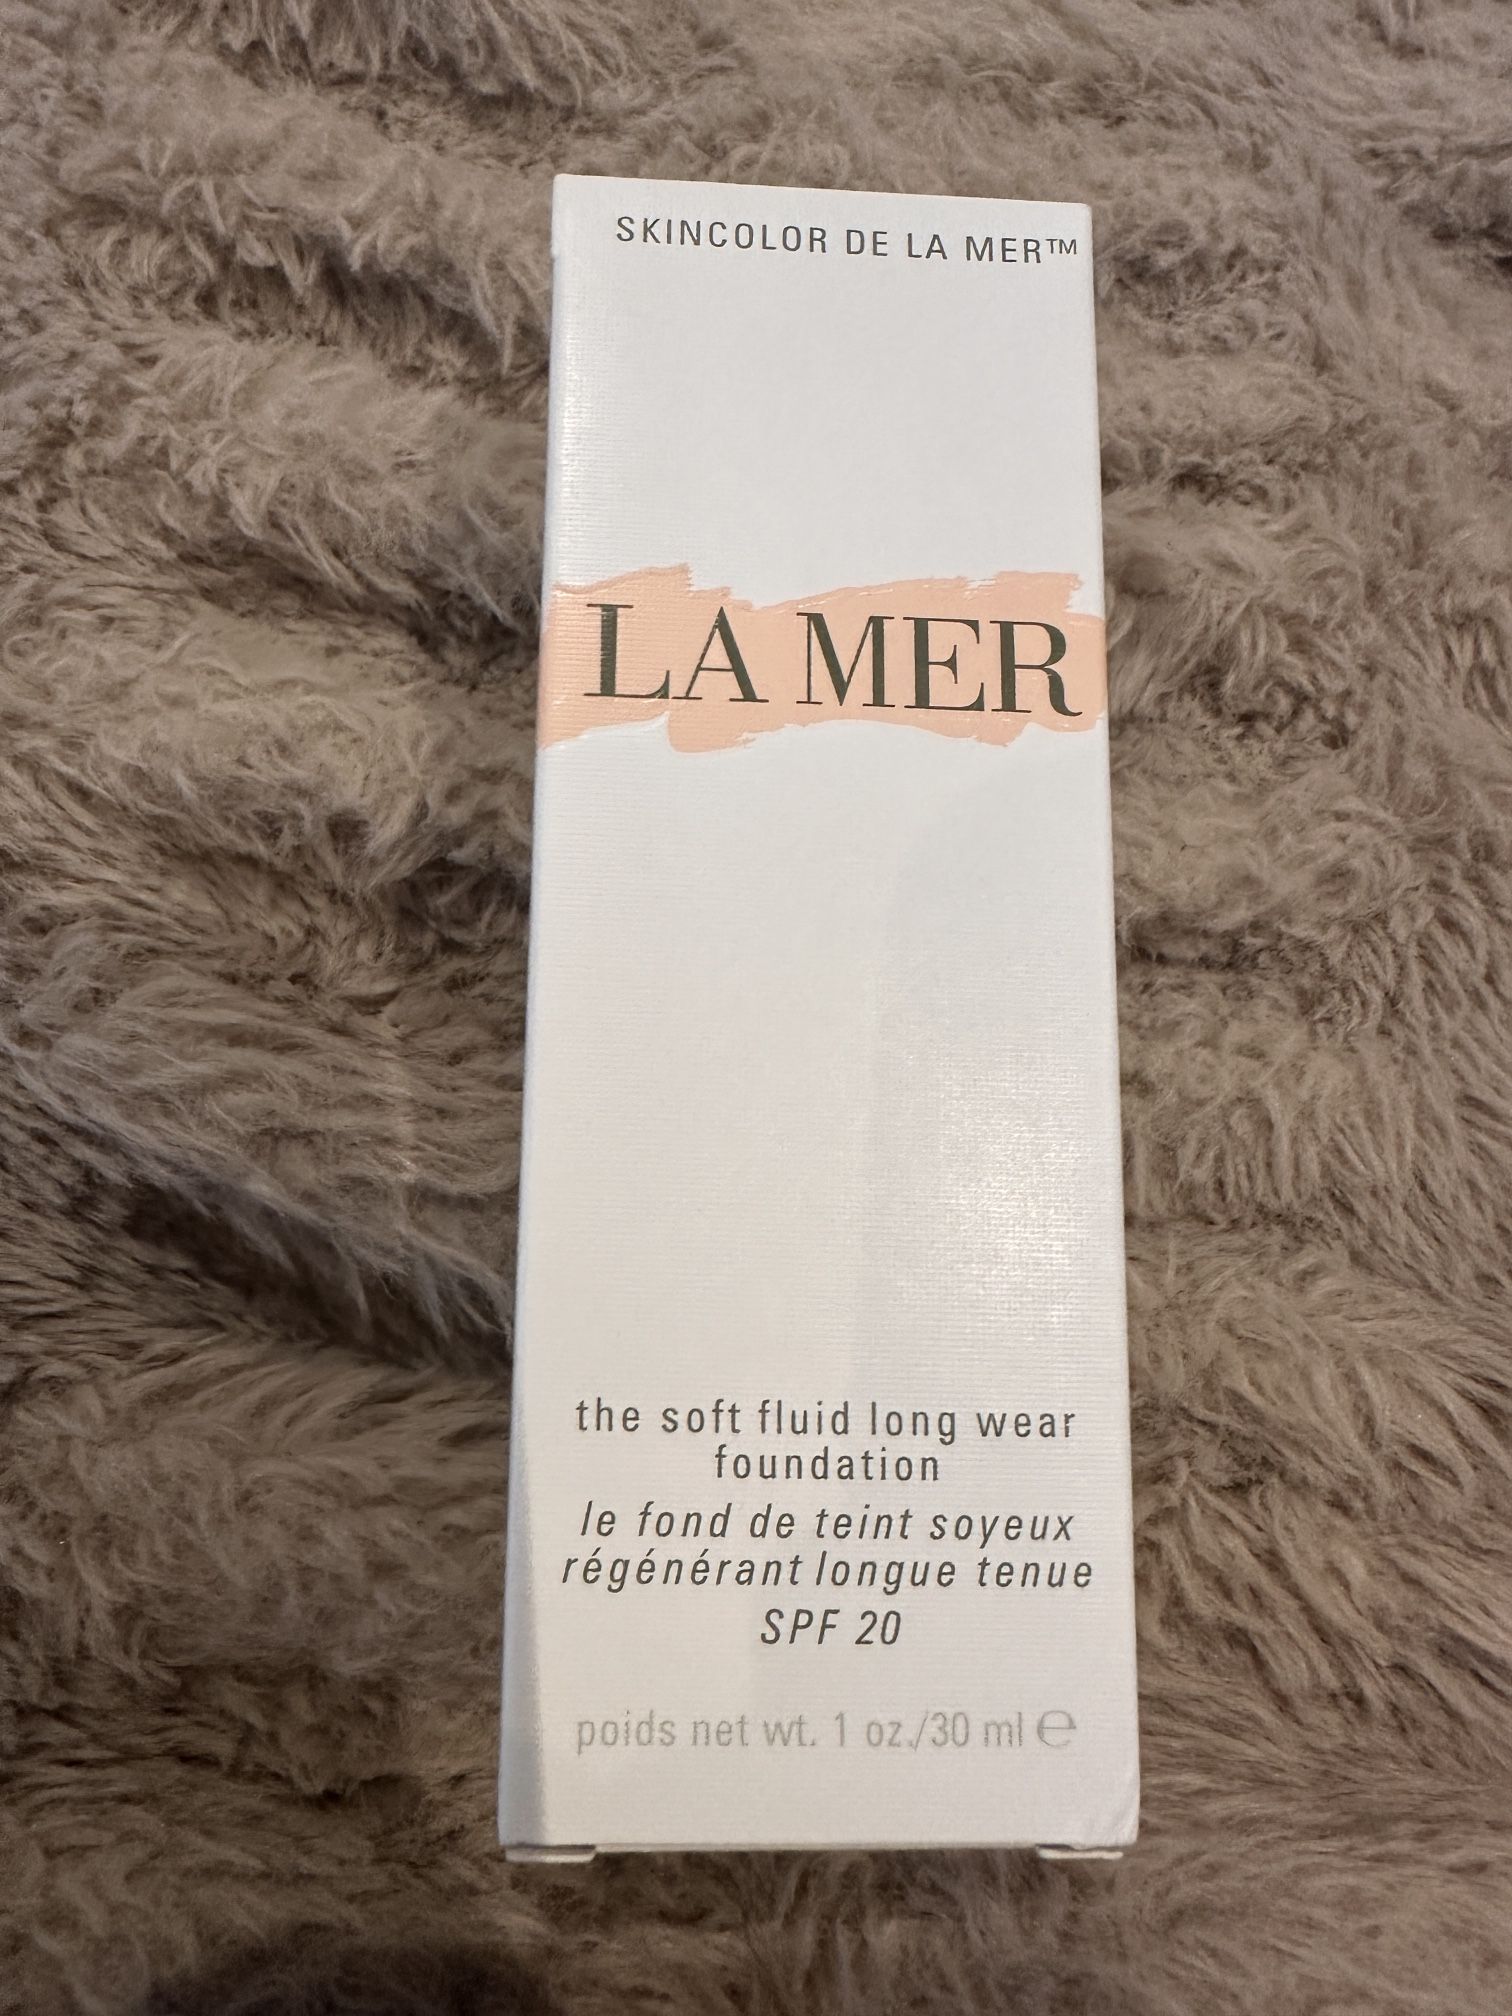 SKINCOLOR DE LA MER™
LA MER
the soft fluid long wear
foundation
le fond de teint soyeux
régénérant longue tenue
SPF 20
poids net wt. 1 oz./30 ml ℮